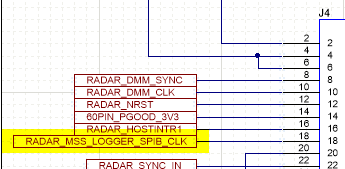 J4
2 2
4 4
6 6
RADAR_DMM_SYNC 8 8
RADAR_DMM_CLK 10 10
RADAR_NRST 12 12
60PIN_PGOOD_3V3 14 14
RADAR_HOSTINTR1 16 16
RADAR_MSS_LOGGER_SPIB_CLK 18 18
20 20
RADAR_SYNC_IN 22 22